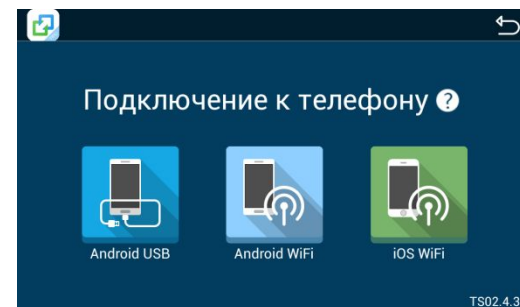 Подключение к телефону ?
Android USB
Android WiFi
iOS WiFi
TS02.4.3